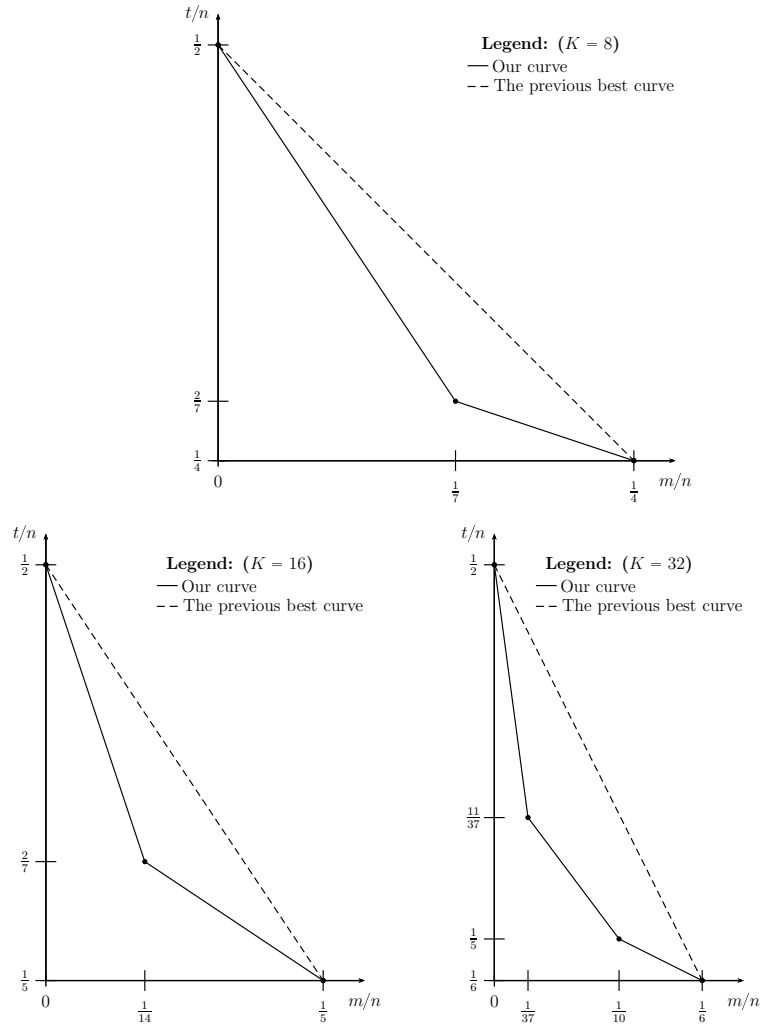 t/n
1/2
Legend: (K = 8)
Our curve
The previous best curve
2/7
1/4
0
1/7
1/4
m/n
t/n
1/2
Legend: (K = 16)
Our curve
The previous best curve
2/7
1/5
0
1/14
1/5
m/n
t/n
1/2
Legend: (K = 32)
Our curve
The previous best curve
11/37
1/5
1/6
0
1/37
1/10
1/6
m/n